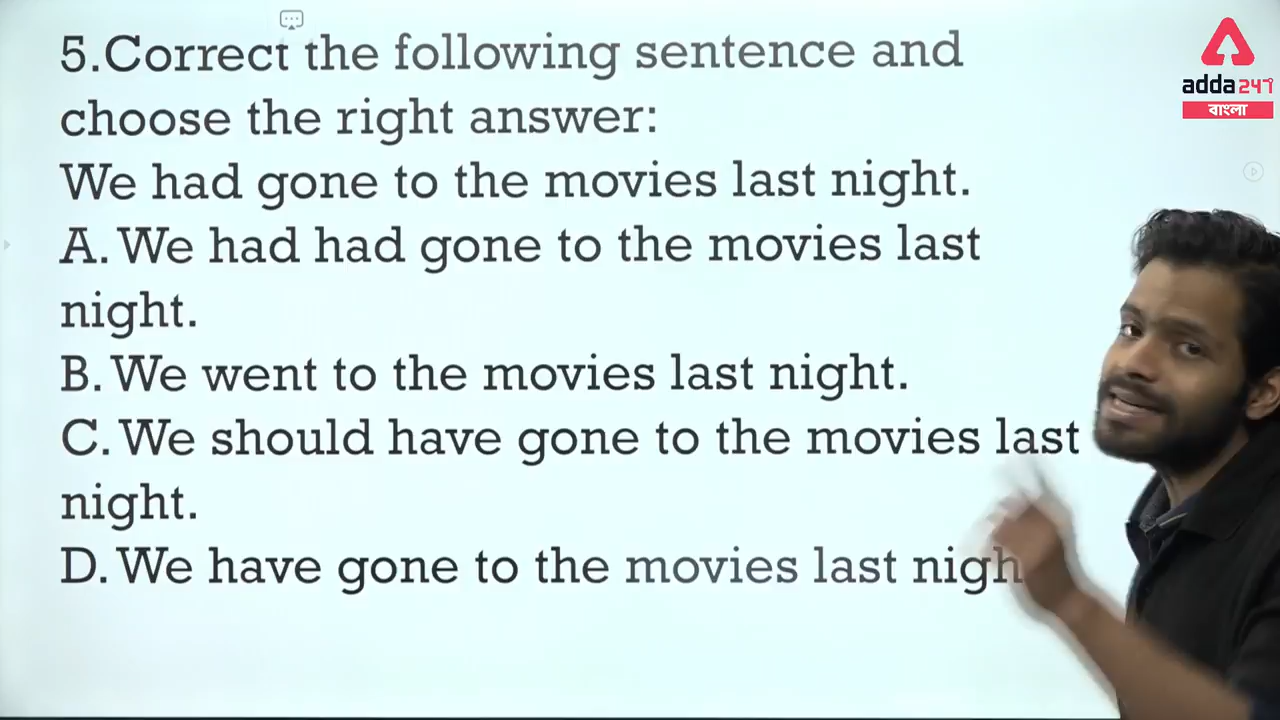 5.Correct the following sentence and
choose the right answer:
We had gone to the movies last night.
A. We had had gone to the movies last
night.
B. We went to the movies last night.
C. We should have gone to the movies last
night.
D. We have gone to the movies last nigh
adda247
বাংলা